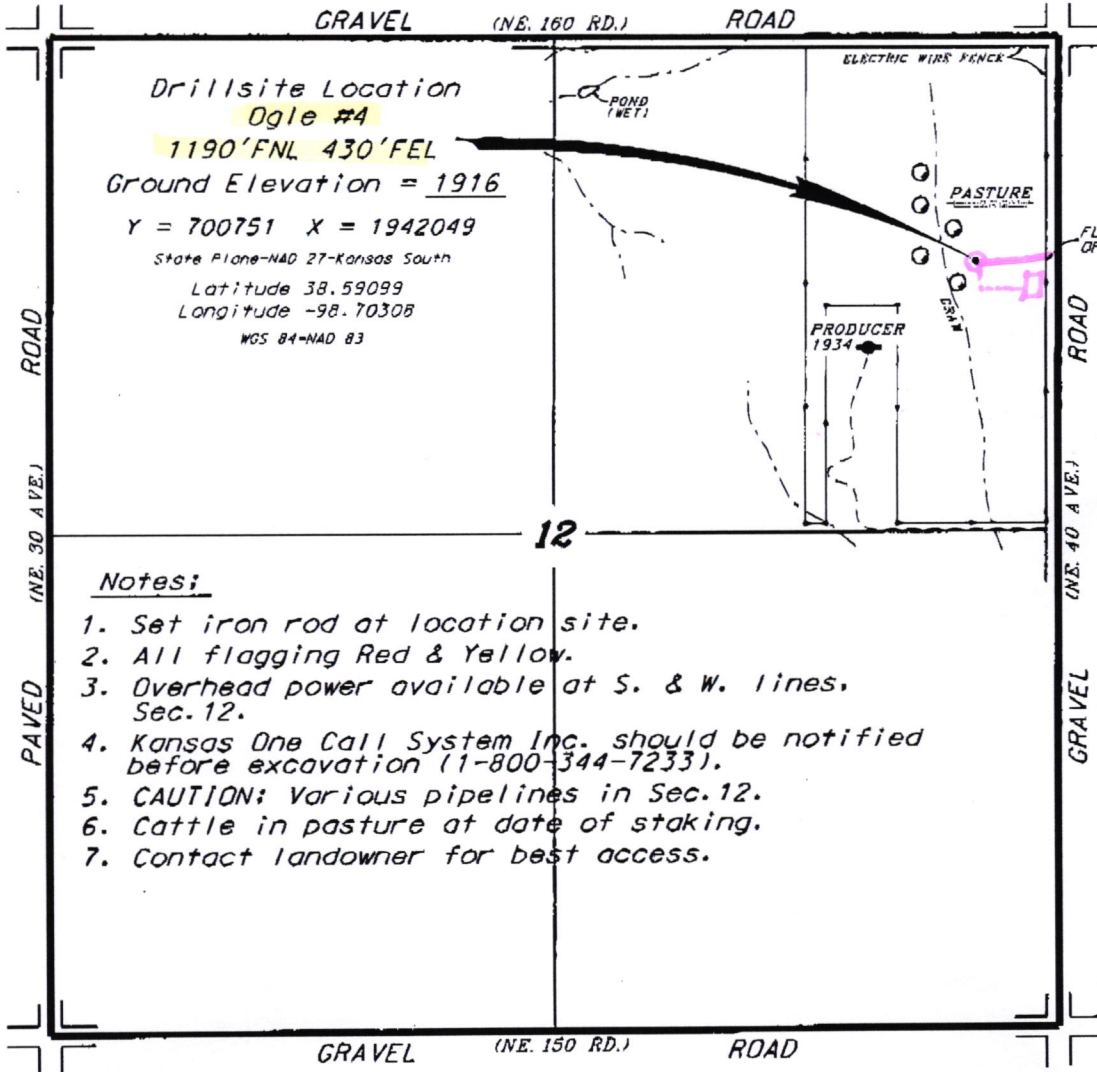 GRAVEL (NE. 160 RD.) ROAD
ELECTRIC WIRE FENCE
Drillsite Location
Ogle #4
1190'FNL 430'FEL
Ground Elevation = 1916
Y = 700751 X = 1942049
State Plane-NAD 27-Kansas South
Latitude 38.59099
Longitude -98.70308
WGS 84=NAD 83
POND
(WET)
PASTURE
FL
OF
DRAW
PRODUCER
1934
PAVED (NE. 30 AVE.) ROAD
GRAVEL (NE. 40 AVE.) ROAD
12
Notes:
1. Set iron rod at location site.
2. All flagging Red & Yellow.
3. Overhead power available at S. & W. lines,
Sec. 12.
4. Kansas One Call System Inc. should be notified
before excavation (1-800-344-7233).
5. CAUTION: Various pipelines in Sec. 12.
6. Cattle in pasture at date of staking.
7. Contact landowner for best access.
GRAVEL (NE. 150 RD.) ROAD